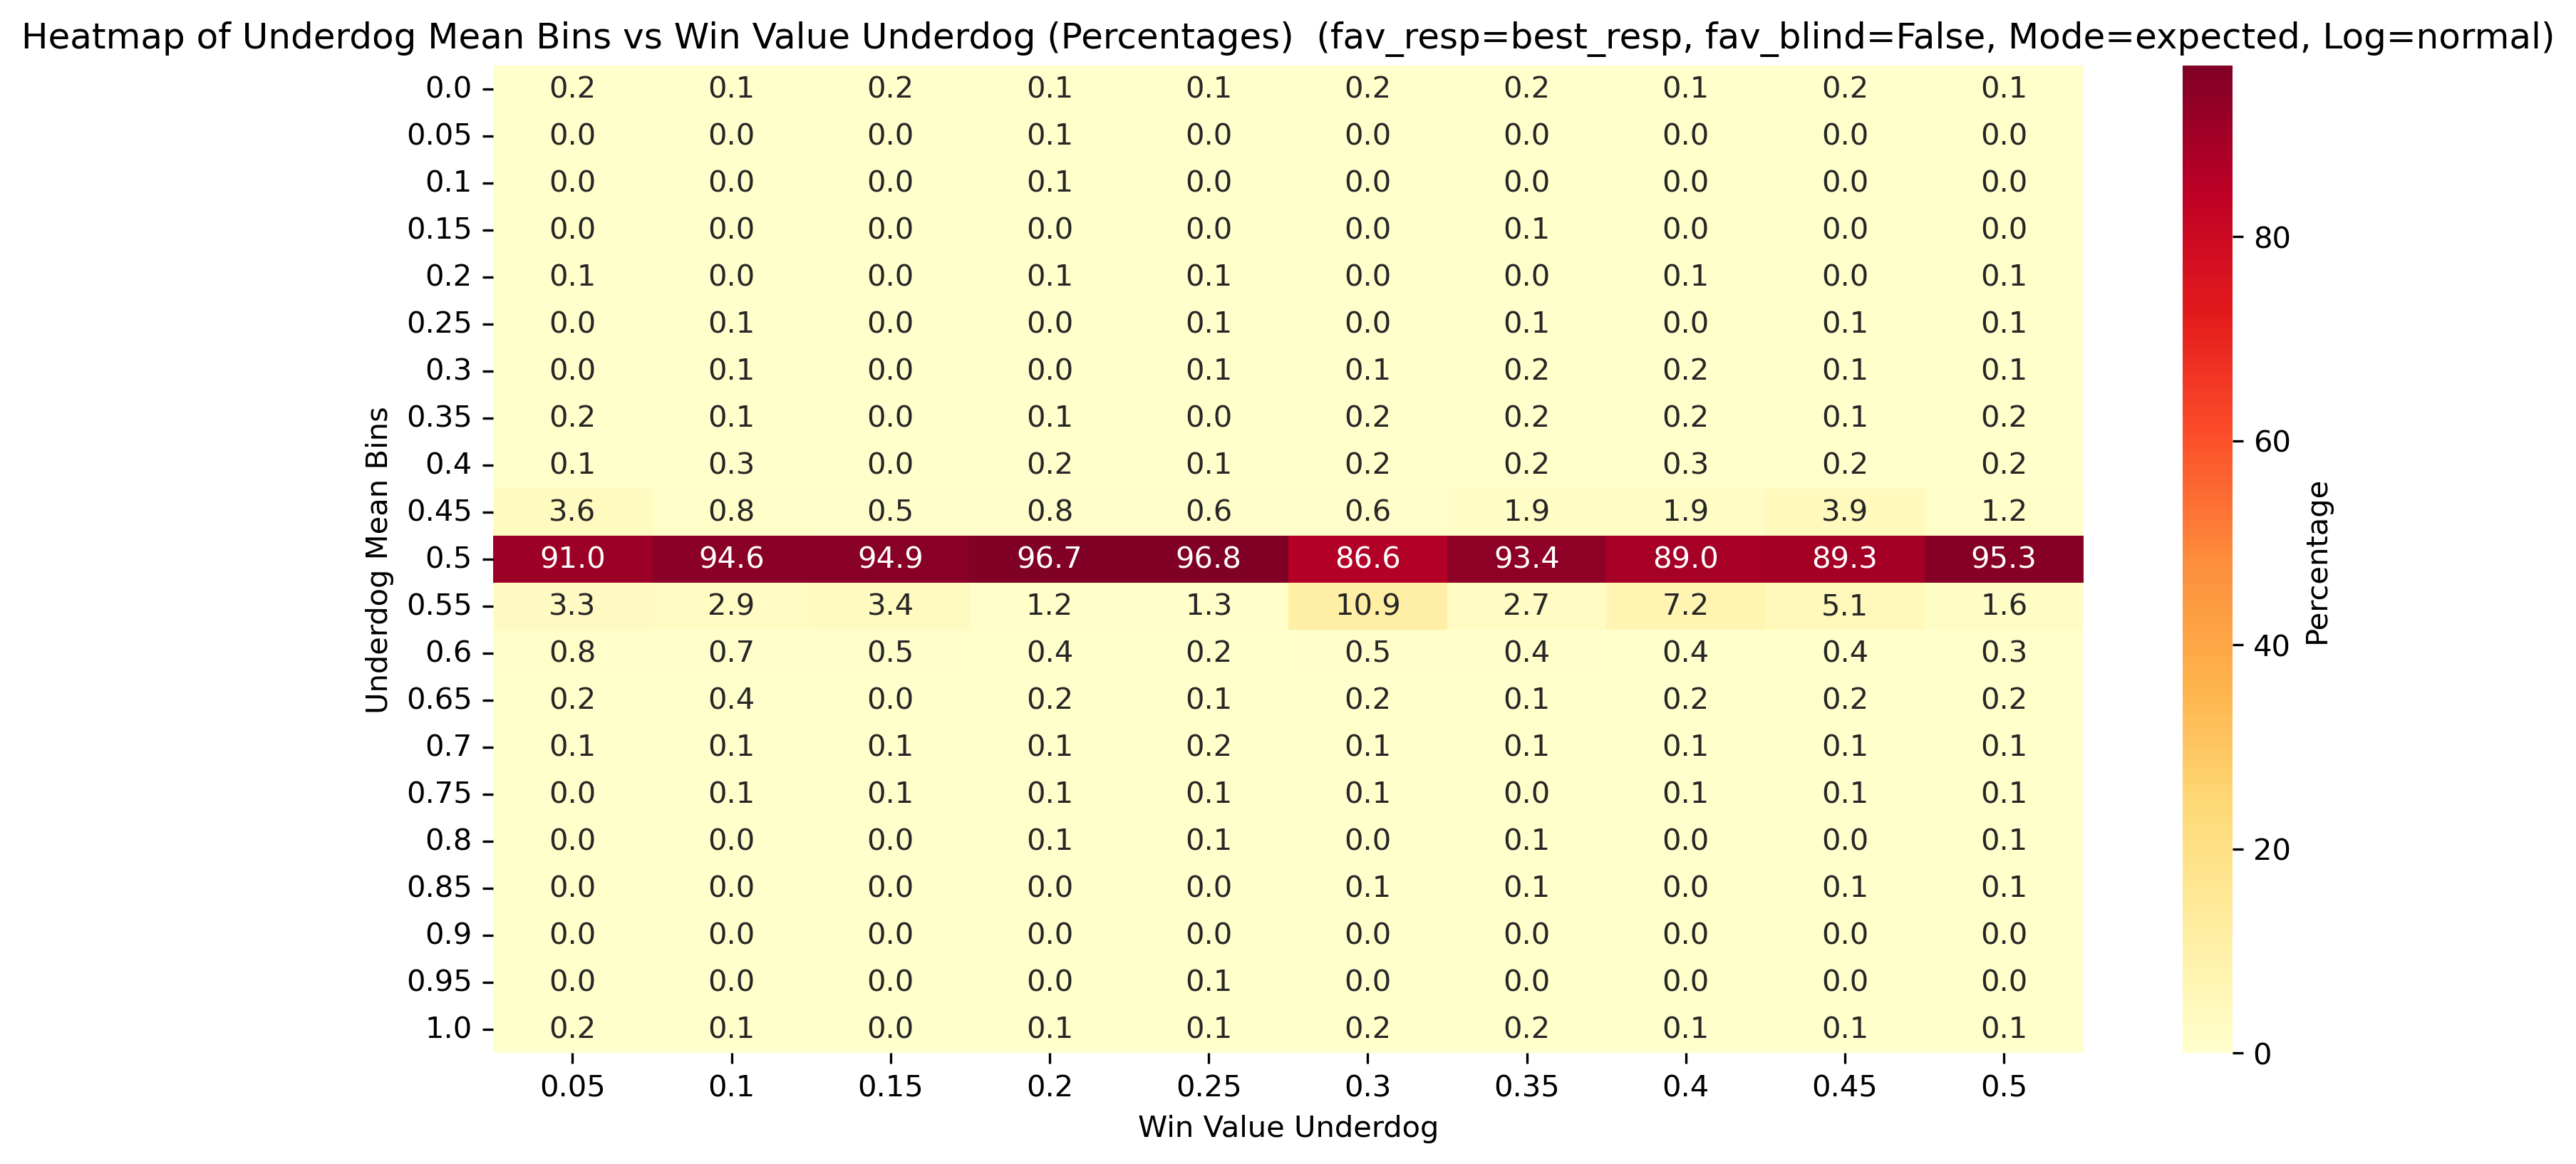 Heatmap of Underdog Mean Bins vs Win Value Underdog (Percentages)  (fav_resp=best_resp, fav_blind=False, Mode=expected, Log=normal)
Underdog Mean Bins
0.0 0.2 0.1 0.2 0.1 0.1 0.2 0.2 0.1 0.2 0.1
0.05 0.0 0.0 0.0 0.1 0.0 0.0 0.0 0.0 0.0 0.0
0.1 0.0 0.0 0.0 0.1 0.0 0.0 0.0 0.0 0.0 0.0
0.15 0.0 0.0 0.0 0.0 0.0 0.0 0.1 0.0 0.0 0.0
0.2 0.1 0.0 0.0 0.1 0.1 0.0 0.0 0.1 0.0 0.1
0.25 0.0 0.1 0.0 0.0 0.1 0.0 0.1 0.0 0.1 0.1
0.3 0.0 0.1 0.0 0.0 0.1 0.1 0.2 0.2 0.1 0.1
0.35 0.2 0.1 0.0 0.1 0.0 0.2 0.2 0.2 0.1 0.2
0.4 0.1 0.3 0.0 0.2 0.1 0.2 0.2 0.3 0.2 0.2
0.45 3.6 0.8 0.5 0.8 0.6 0.6 1.9 1.9 3.9 1.2
0.5 91.0 94.6 94.9 96.7 96.8 86.6 93.4 89.0 89.3 95.3
0.55 3.3 2.9 3.4 1.2 1.3 10.9 2.7 7.2 5.1 1.6
0.6 0.8 0.7 0.5 0.4 0.2 0.5 0.4 0.4 0.4 0.3
0.65 0.2 0.4 0.0 0.2 0.1 0.2 0.1 0.2 0.2 0.2
0.7 0.1 0.1 0.1 0.1 0.2 0.1 0.1 0.1 0.1 0.1
0.75 0.0 0.1 0.1 0.1 0.1 0.1 0.0 0.1 0.1 0.1
0.8 0.0 0.0 0.0 0.1 0.1 0.0 0.1 0.0 0.0 0.1
0.85 0.0 0.0 0.0 0.0 0.0 0.1 0.1 0.0 0.1 0.1
0.9 0.0 0.0 0.0 0.0 0.0 0.0 0.0 0.0 0.0 0.0
0.95 0.0 0.0 0.0 0.0 0.1 0.0 0.0 0.0 0.0 0.0
1.0 0.2 0.1 0.0 0.1 0.1 0.2 0.2 0.1 0.1 0.1
0.05 0.1 0.15 0.2 0.25 0.3 0.35 0.4 0.45 0.5
Win Value Underdog
80
60
40
20
0
Percentage